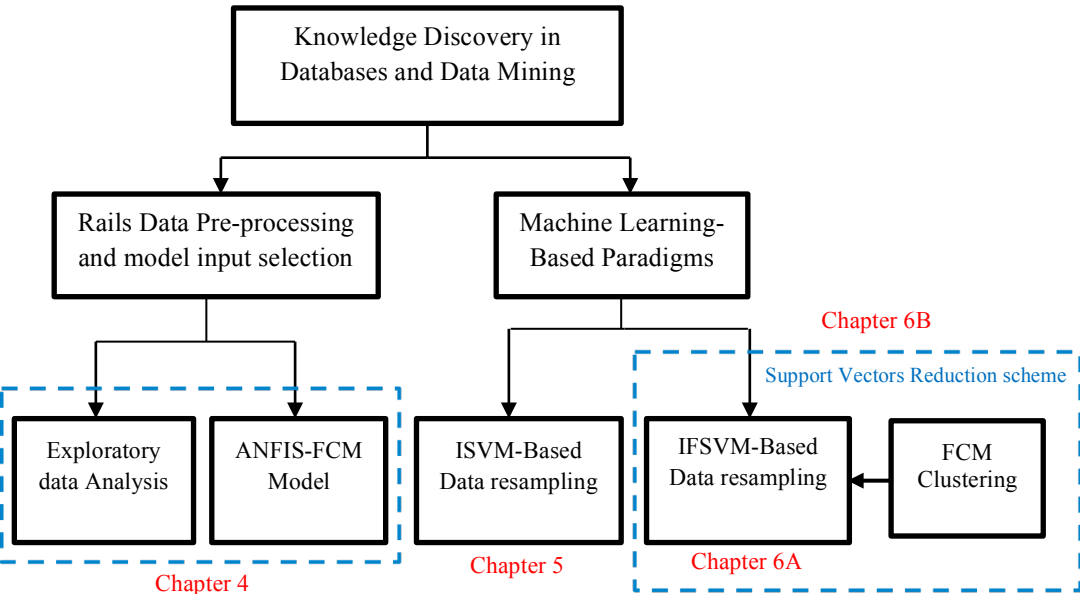 Knowledge Discovery in
Databases and Data Mining
Rails Data Pre-processing
and model input selection
Machine Learning-
Based Paradigms
Chapter 6B
Support Vectors Reduction scheme
Exploratory
data Analysis
ANFIS-FCM
Model
ISVM-Based
Data resampling
IFSVM-Based
Data resampling
FCM
Clustering
Chapter 4
Chapter 5
Chapter 6A